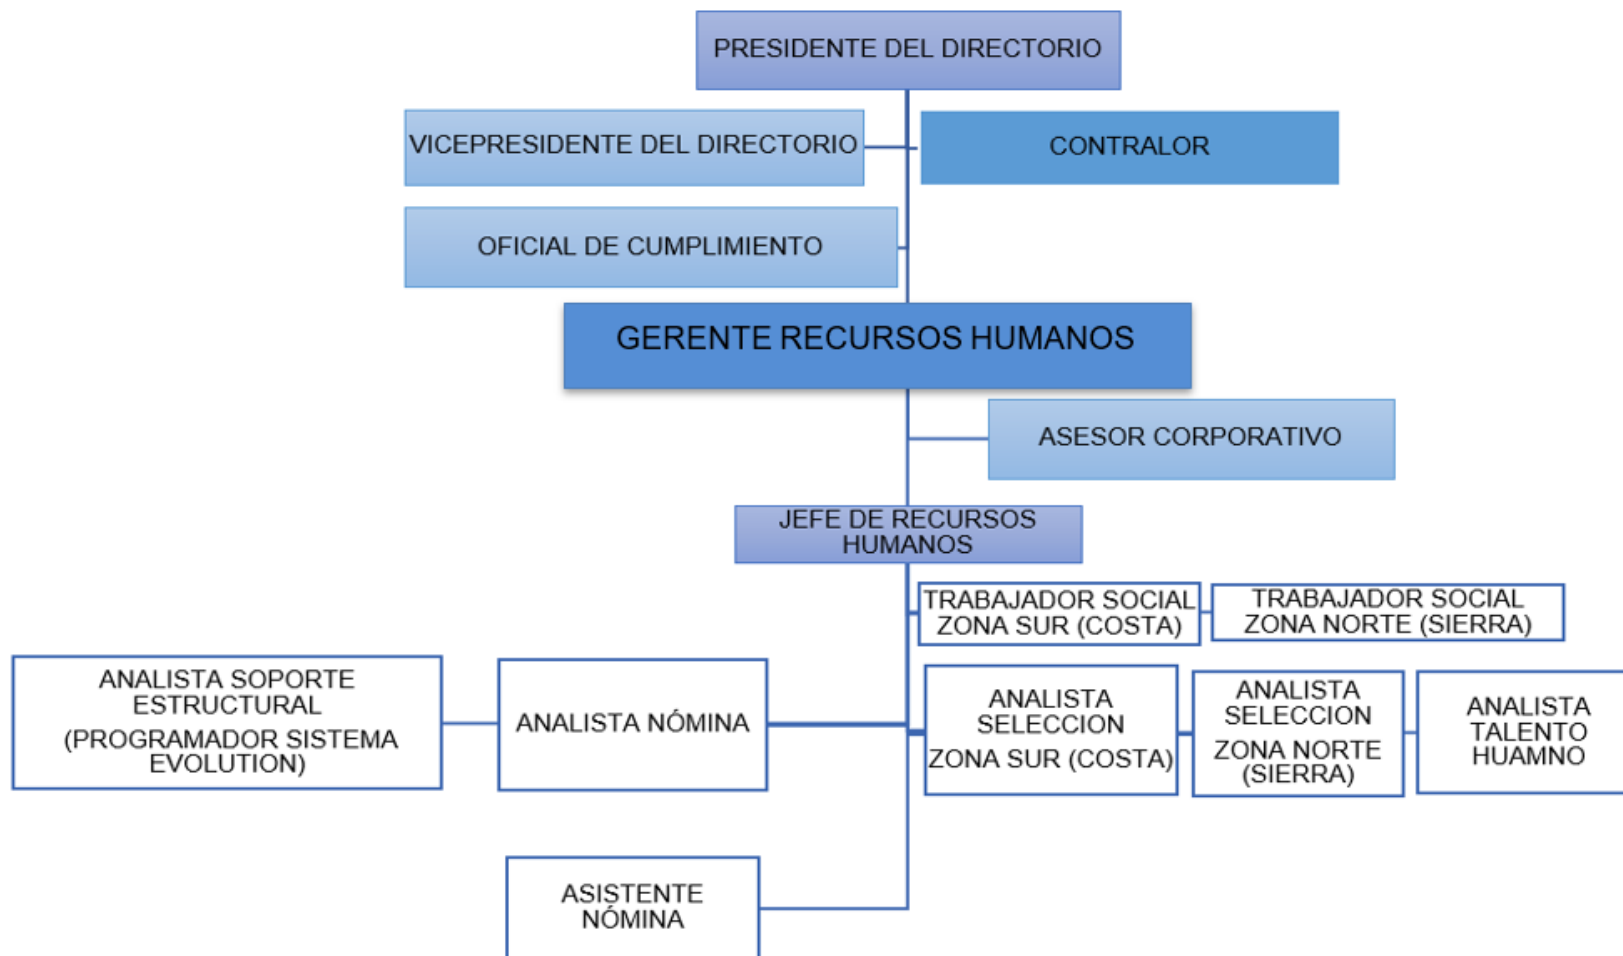 PRESIDENTE DEL DIRECTORIO
VICEPRESIDENTE DEL DIRECTORIO
CONTRALOR
OFICIAL DE CUMPLIMIENTO
GERENTE RECURSOS HUMANOS
ASESOR CORPORATIVO
JEFE DE RECURSOS
HUMANOS
TRABAJADOR SOCIAL
ZONA SUR (COSTA)
TRABAJADOR SOCIAL
ZONA NORTE (SIERRA)
ANALISTA SOPORTE
ESTRUCTURAL
(PROGRAMADOR SISTEMA
EVOLUTION)
ANALISTA NÓMINA
ANALISTA
SELECCION
ZONA SUR (COSTA)
ANALISTA
SELECCION
ZONA NORTE
(SIERRA)
ANALISTA
TALENTO
HUAMNO
ASISTENTE
NÓMINA